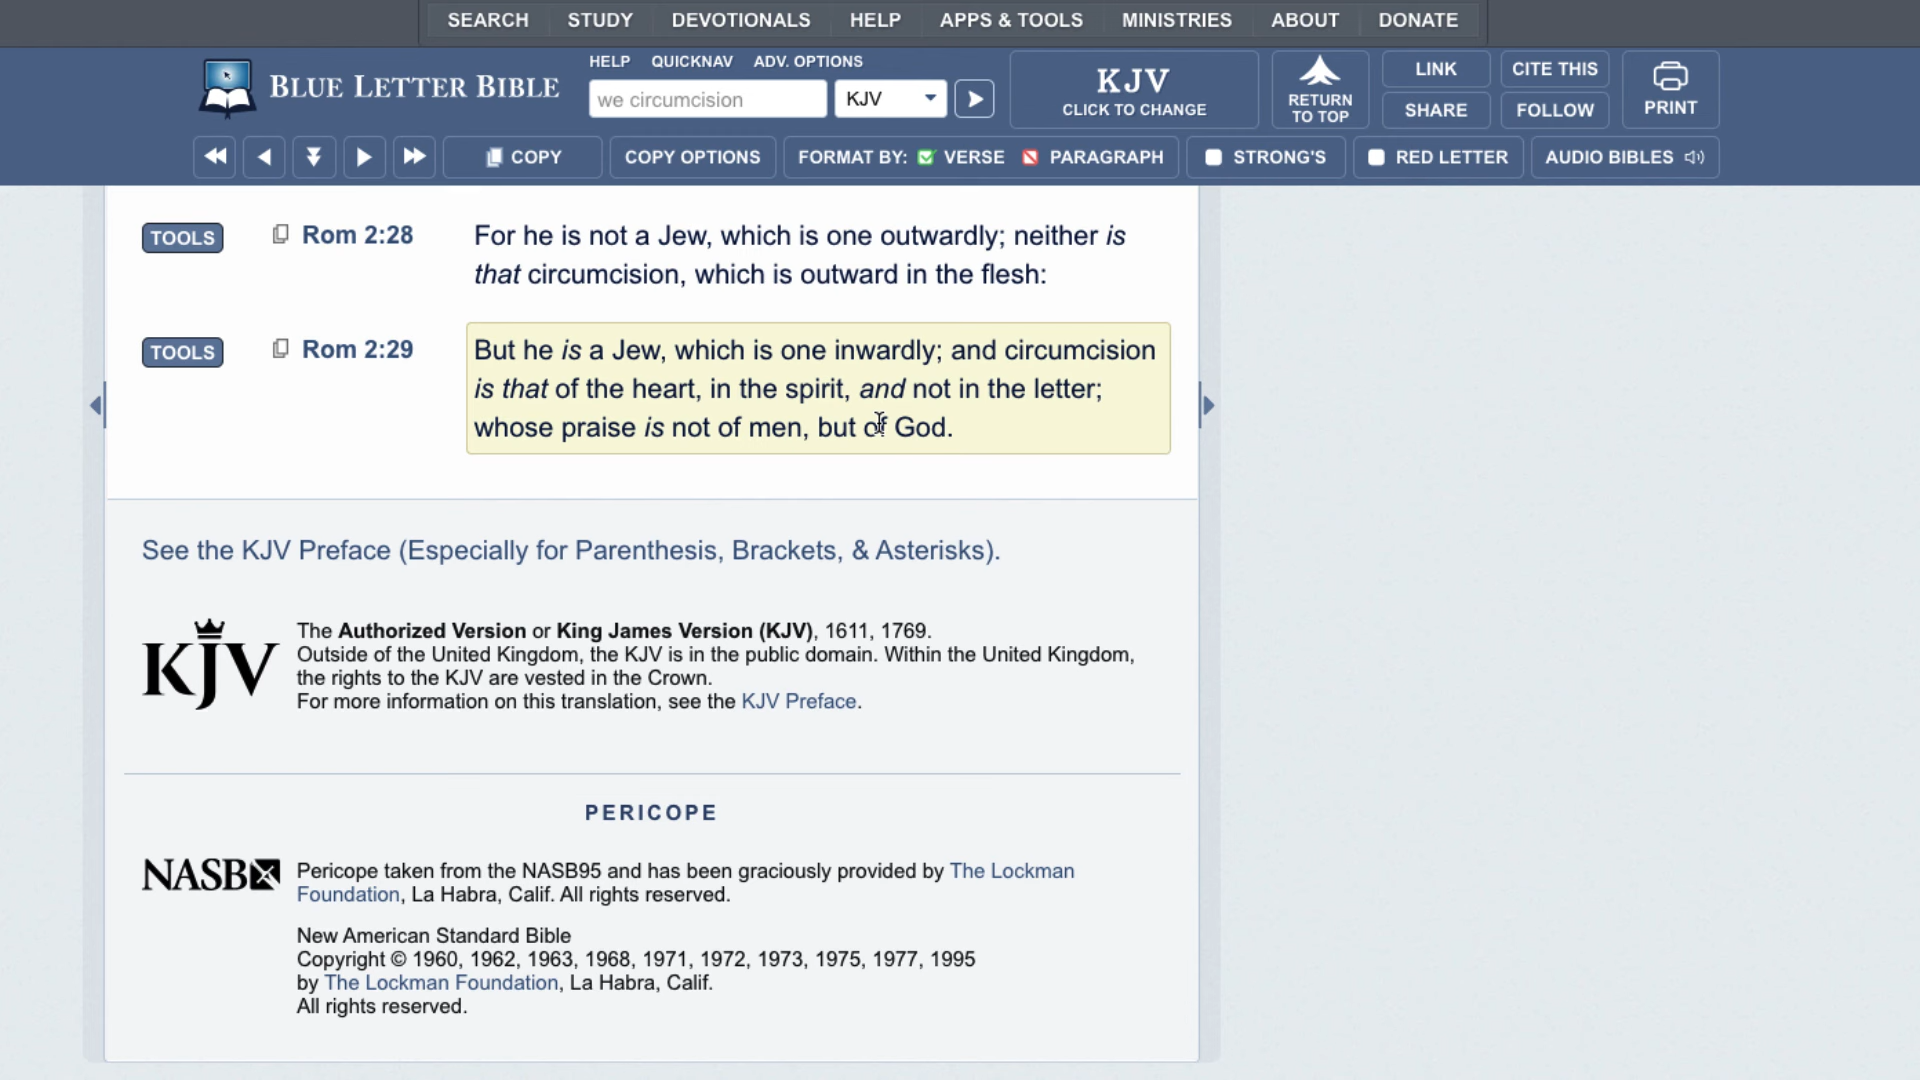 SEARCH STUDY DEVOTIONALS HELP APPS & TOOLS MINISTRIES ABOUT DONATE
BLUE LETTER BIBLE
HELP QUICKNAV ADV. OPTIONS
we circumcision KJV
KJV
CLICK TO CHANGE
RETURN
TO TOP
LINK CITE THIS
SHARE FOLLOW
PRINT
COPY COPY OPTIONS FORMAT BY: VERSE PARAGRAPH STRONG'S RED LETTER AUDIO BIBLES
TOOLS Rom 2:28 For he is not a Jew, which is one outwardly; neither is
that circumcision, which is outward in the flesh:
TOOLS Rom 2:29 But he is a Jew, which is one inwardly; and circumcision
is that of the heart, in the spirit, and not in the letter;
whose praise is not of men, but of God.
See the KJV Preface (Especially for Parenthesis, Brackets, & Asterisks).
KJV
The Authorized Version or King James Version (KJV), 1611, 1769.
Outside of the United Kingdom, the KJV is in the public domain. Within the United Kingdom,
the rights to the KJV are vested in the Crown.
For more information on this translation, see the KJV Preface.
PERICOPE
NASB
Pericope taken from the NASB95 and has been graciously provided by The Lockman
Foundation, La Habra, Calif. All rights reserved.
New American Standard Bible
Copyright © 1960, 1962, 1963, 1968, 1971, 1972, 1973, 1975, 1977, 1995
by The Lockman Foundation, La Habra, Calif.
All rights reserved.